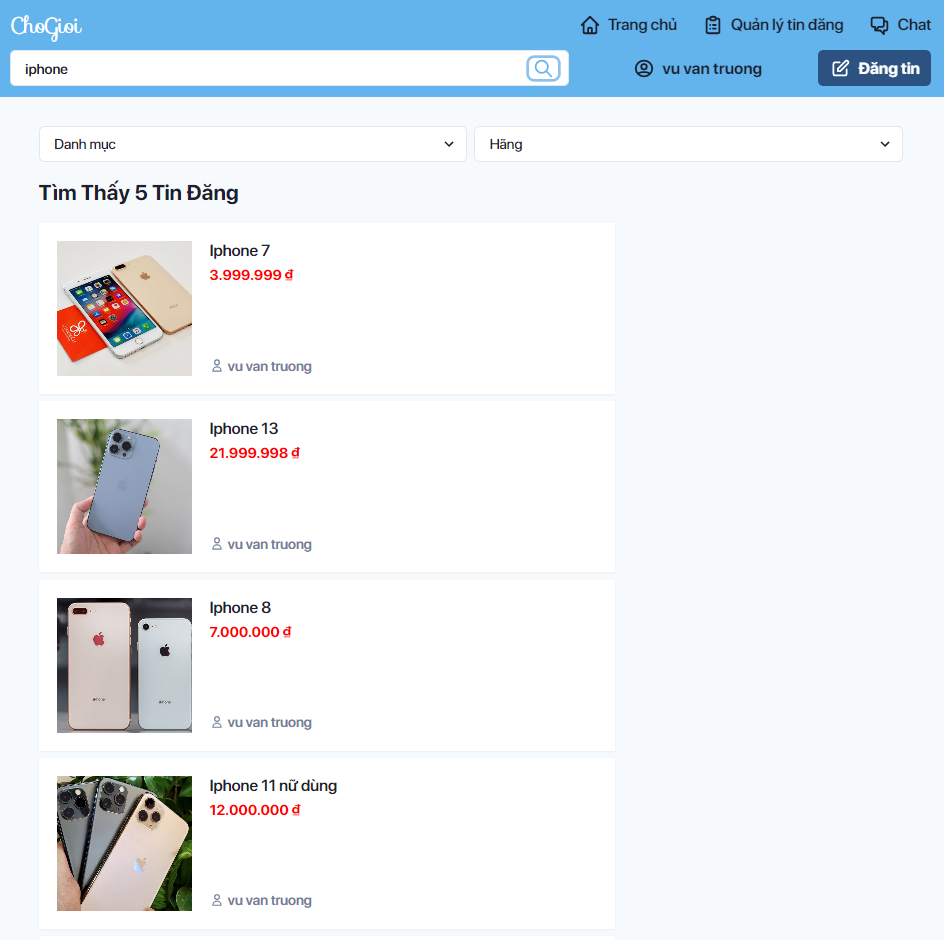 ChoGioi
Trang chủ
Quản lý tin đăng
Chat
iphone
vu van truong
Đăng tin
Danh mục
Hãng
Tìm Thấy 5 Tin Đăng
Iphone 7
3.999.999 đ
vu van truong
Iphone 13
21.999.998 đ
vu van truong
Iphone 8
7.000.000 đ
vu van truong
Iphone 11 nữ dùng
12.000.000 đ
vu van truong